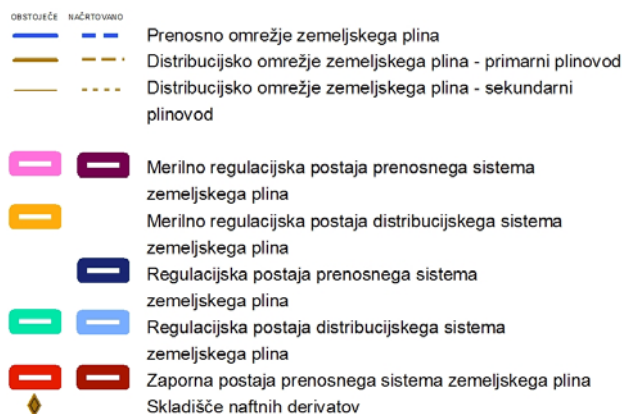 OBSTOJEČE NAČRTOVANO
Prenosno omrežje zemeljskega plina
Distribucijsko omrežje zemeljskega plina - primarni plinovod
Distribucijsko omrežje zemeljskega plina - sekundarni
plinovod
Merilno regulacijska postaja prenosnega sistema
zemeljskega plina
Merilno regulacijska postaja distribucijskega sistema
zemeljskega plina
Regulacijska postaja prenosnega sistema
zemeljskega plina
Regulacijska postaja distribucijskega sistema
zemeljskega plina
Zaporna postaja prenosnega sistema zemeljskega plina
Skladišče naftnih derivatov